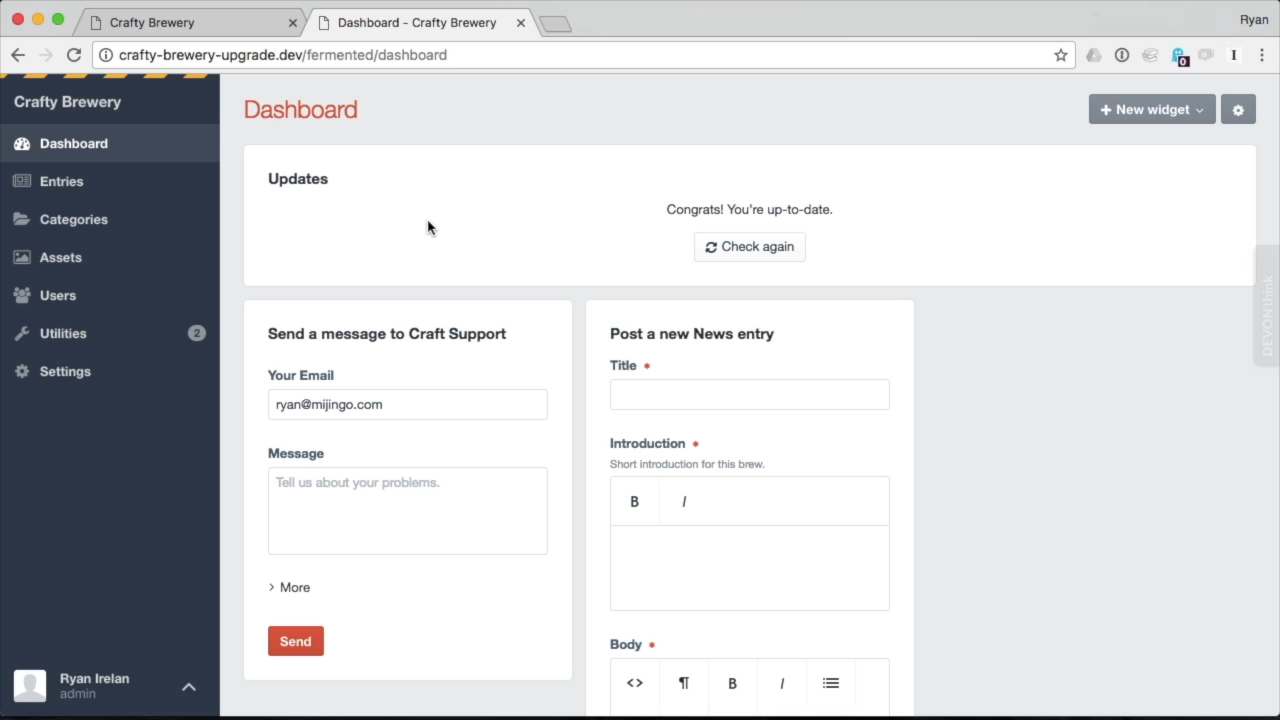 Crafty Brewery
Dashboard - Crafty Brewery
Ryan
crafty-brewery-upgrade.dev/fermented/dashboard
0
I
Crafty Brewery
Dashboard
Entries
Categories
Assets
Users
Utilities
2
Settings
Ryan Irelan
admin
Dashboard
+ New widget
Updates
Congrats! You're up-to-date.
Check again
Send a message to Craft Support
Your Email
ryan@mijingo.com
Message
Tell us about your problems.
More
Send
Post a new News entry
Title *
Introduction *
Short introduction for this brew.
B I
Body *
<> ¶ B I
DEVONthink